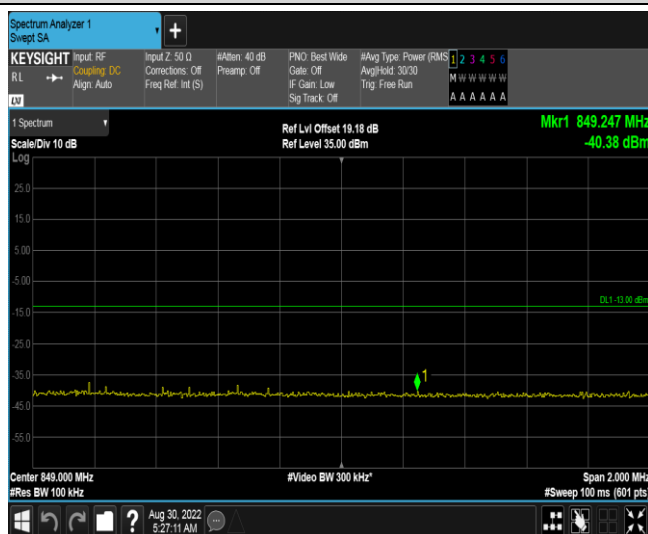 Spectrum Analyzer 1
Swept SA
KEYSIGHT
RL
LXI
Input: RF
Coupling: DC
Align: Auto
Input Z: 50 Ω
Corrections: Off
Freq Ref: Int (S)
#Atten: 40 dB
Preamp: Off
PNO: Best Wide
Gate: Off
IF Gain: Low
Sig Track: Off
#Avg Type: Power (RMS
Avg|Hold: 30/30
Trig: Free Run
1 2 3 4 5 6
M W W W W W
A A A A A A
1 Spectrum
Scale/Div 10 dB
Log
Ref Lvl Offset 19.18 dB
Ref Level 35.00 dBm
Mkr1 849.247 MHz
-40.38 dBm
25.0
15.0
5.00
-5.00
DL1 -13.00 dBm
-15.0
-25.0
-35.0
1
-45.0
-55.0
Center 849.000 MHz
#Res BW 100 kHz
#Video BW 300 kHz*
Span 2.000 MHz
#Sweep 100 ms (601 pts)
?
Aug 30, 2022
5:27:11 AM